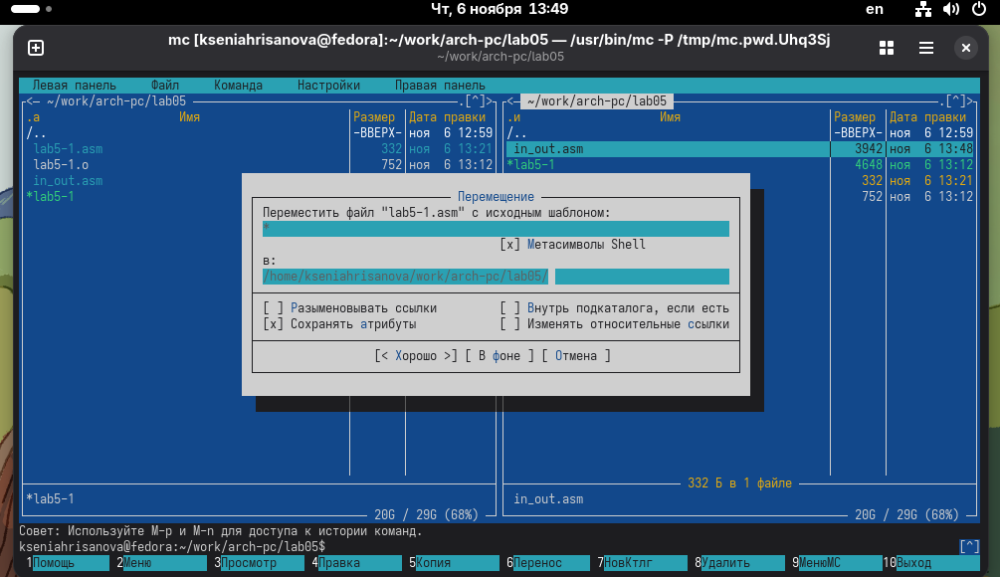 Чт, 6 ноября 13:49
en
mc [kseniahrisanova@fedora]:~/work/arch-pc/lab05 — /usr/bin/mc -P /tmp/mc.pwd.Uhq3Sj
~/work/arch-pc/lab05
Левая панель Файл Команда Настройки Правая панель
<— ~/work/arch-pc/lab05 .[^]> <— ~/work/arch-pc/lab05 .[^]>
.а Имя Размер Дата правки .и Имя Размер Дата правки
/.. -ВВЕРХ- ноя 6 12:59 /.. -ВВЕРХ- ноя 6 12:59
lab5-1.asm 332 ноя 6 13:21 in_out.asm 3942 ноя 6 13:48
lab5-1.o 752 ноя 6 13:12 *lab5-1 4648 ноя 6 13:12
in_out.asm 332 ноя 6 13:21
*lab5-1 752 ноя 6 13:12
Перемещение
Переместить файл "lab5-1.asm" с исходным шаблоном:
*
[x] Метасимволы Shell
в:
/home/kseniahrisanova/work/arch-pc/lab05/
[ ] Разыменовывать ссылки [ ] Внутрь подкаталога, если есть
[x] Сохранять атрибуты [ ] Изменять относительные ссылки
[< Хорошо >] [ В фоне ] [ Отмена ]
332 Б в 1 файле
*lab5-1 in_out.asm
20G / 29G (68%) 20G / 29G (68%)
Совет: Используйте M-p и M-n для доступа к истории команд.
kseniahrisanova@fedora:~/work/arch-pc/lab05$ [^]
1Помощь 2Меню 3Просмотр 4Правка 5Копия 6Перенос 7НовКтлг 8Удалить 9МенюMC 10Выход